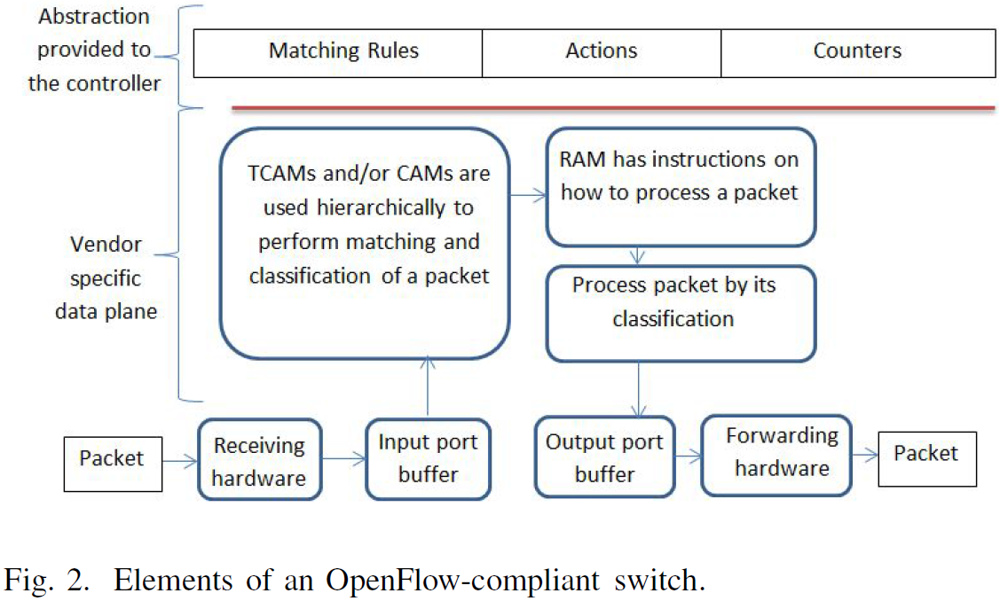 Abstraction
provided to
the controller
Matching Rules
Actions
Counters
Vendor
specific
data plane
TCAMs and/or CAMs are
used hierarchically to
perform matching and
classification of a packet
RAM has instructions on
how to process a packet
Process packet by its
classification
Packet
Receiving
hardware
Input port
buffer
Output port
buffer
Forwarding
hardware
Packet
Fig. 2. Elements of an OpenFlow-compliant switch.